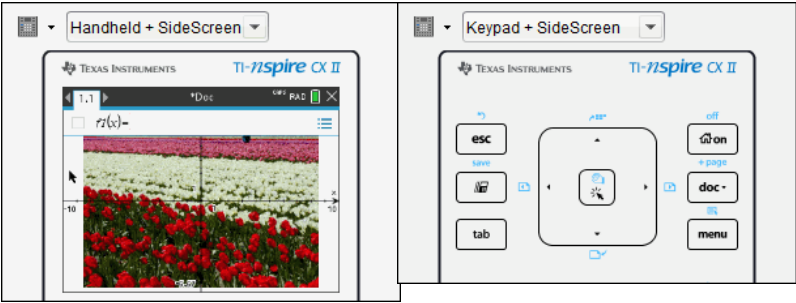 Handheld + SideScreen
TEXAS INSTRUMENTS TI-nspire CX II
1.1 *Doc RAD
f1(x)=
x
-10 10
Keypad + SideScreen
TEXAS INSTRUMENTS TI-nspire CX II
off
esc on
save +page
doc
tab menu